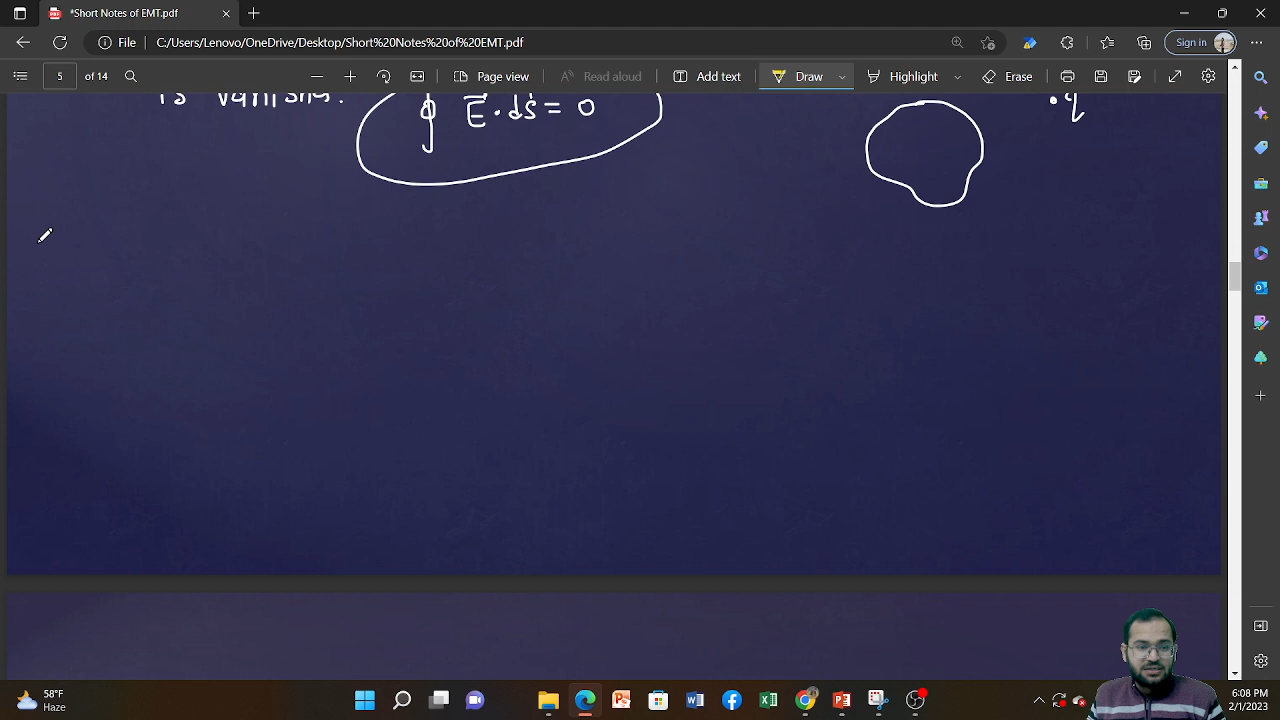 *Short Notes of EMT.pdf
File C:/Users/Lenovo/OneDrive/Desktop/Short%20Notes%20of%20EMT.pdf Sign in
5 of 14 Page view Read aloud Add text Draw Highlight Erase
is vanishd.
∮ E̅ · ds̅ = 0
.q
58°F
Haze
6:08 PM
2/1/2023